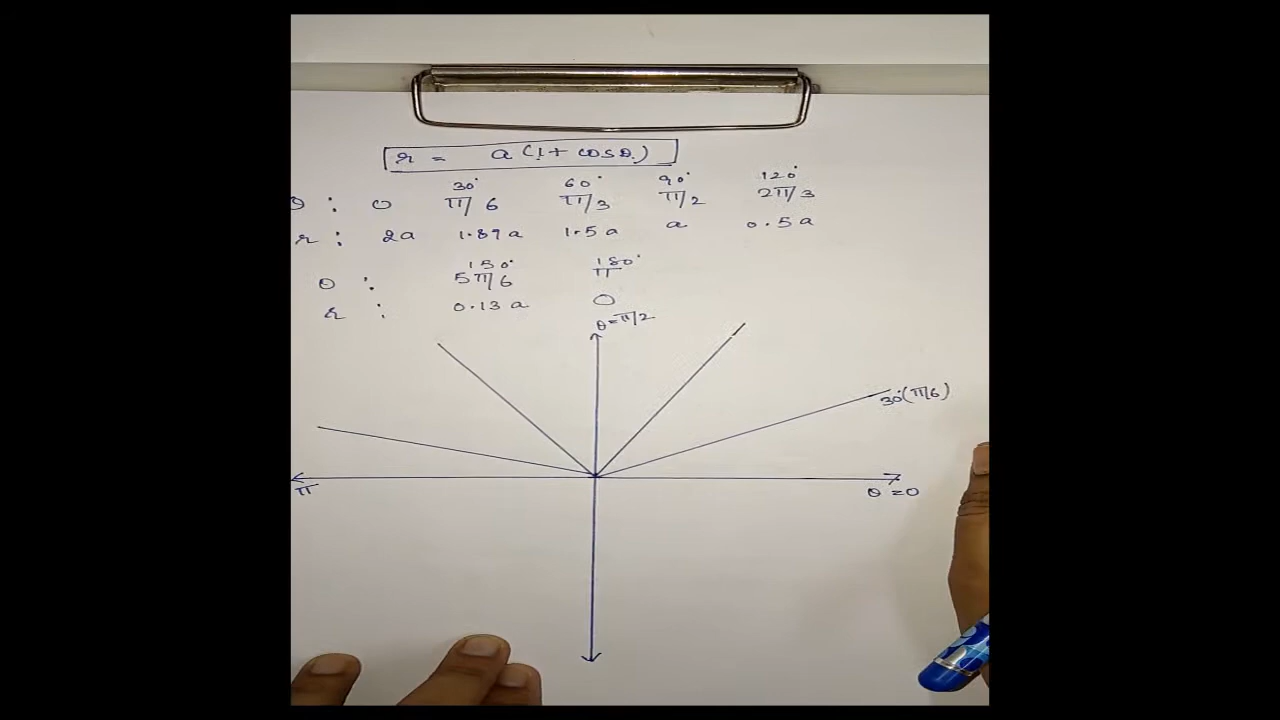 r = a(1+cosθ)
30° 60° 90° 120°
θ : 0 π/6 π/3 π/2 2π/3
r : 2a 1.89a 1.5a a 0.5a
150° 180°
θ : 5π/6 π
r : 0.13a 0
θ=π/2
30°(π/6)
π θ=0